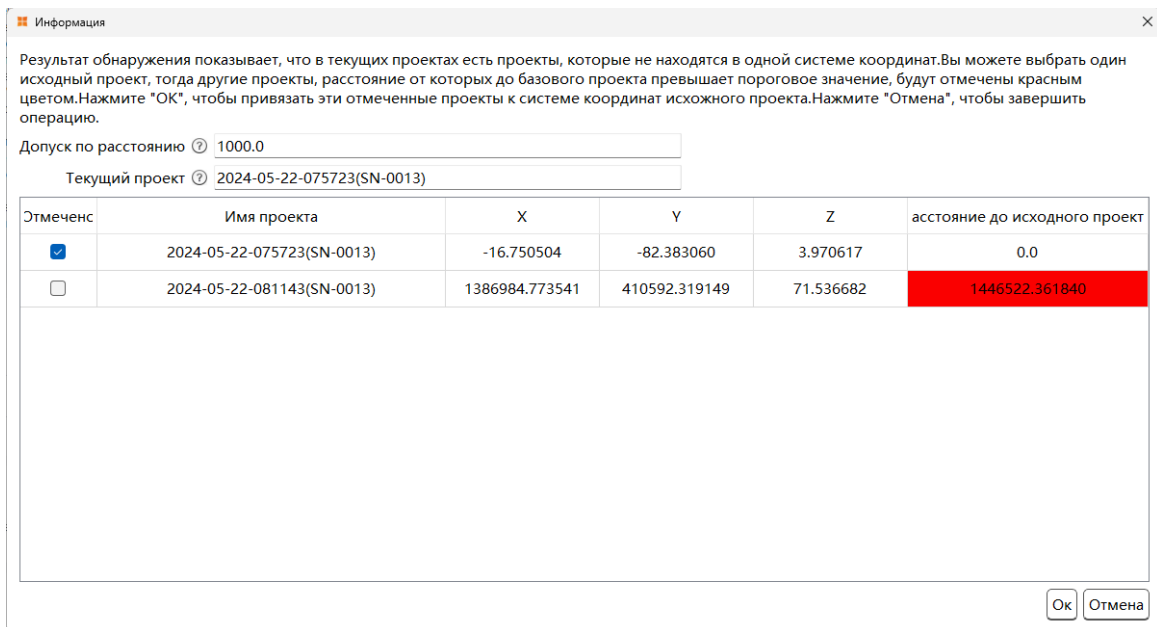 Информация
Результат обнаружения показывает, что в текущих проектах есть проекты, которые не находятся в одной системе координат.Вы можете выбрать один
исходный проект, тогда другие проекты, расстояние от которых до базового проекта превышает пороговое значение, будут отмечены красным
цветом.Нажмите "ОК", чтобы привязать эти отмеченные проекты к системе координат исхожного проекта.Нажмите "Отмена", чтобы завершить
операцию.
Допуск по расстоянию ? 1000.0
Текущий проект ? 2024-05-22-075723(SN-0013)
Отмечено Имя проекта X Y Z асстояние до исходного проект
2024-05-22-075723(SN-0013) -16.750504 -82.383060 3.970617 0.0
2024-05-22-081143(SN-0013) 1386984.773541 410592.319149 71.536682 1446522.361840
Ок Отмена